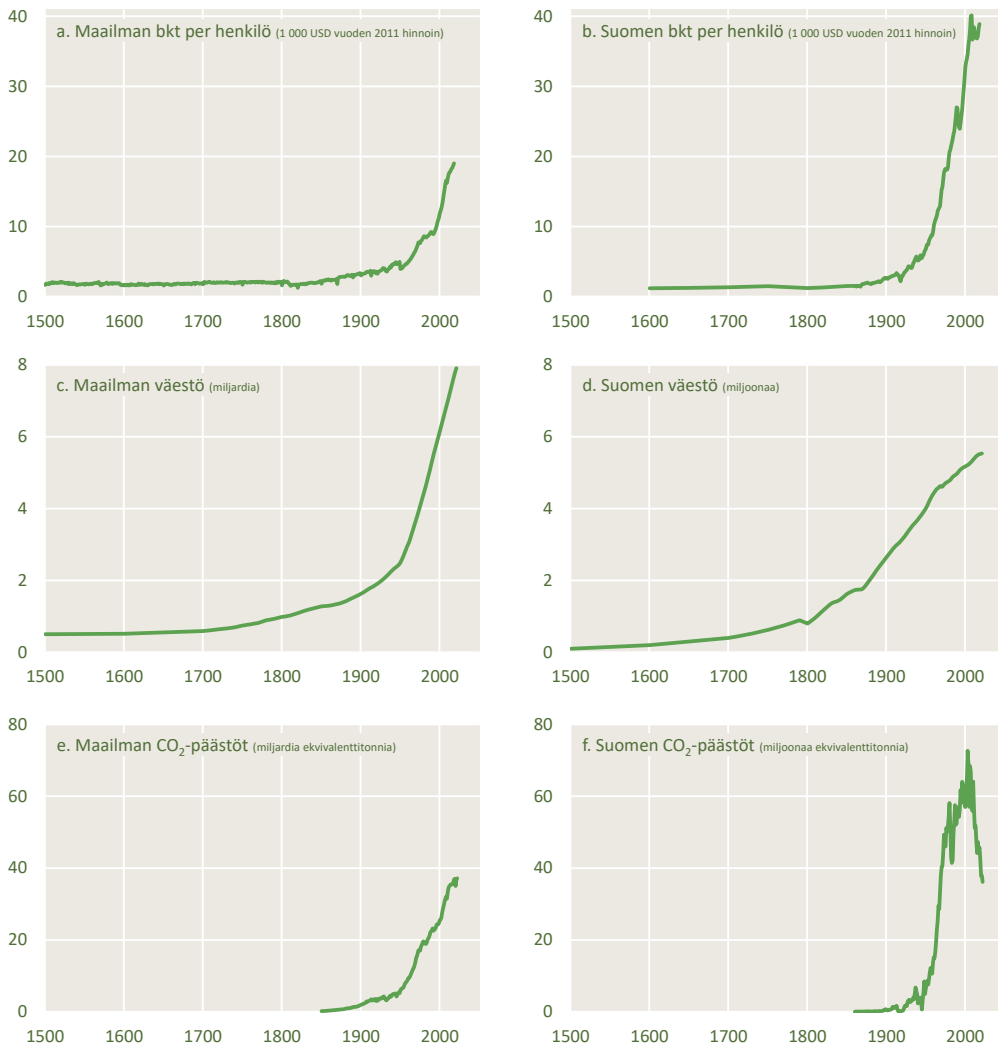 a. Maailman bkt per henkilö (1 000 USD vuoden 2011 hinnoin)
40
30
20
10
0
1500 1600 1700 1800 1900 2000
b. Suomen bkt per henkilö (1 000 USD vuoden 2011 hinnoin)
40
30
20
10
0
1500 1600 1700 1800 1900 2000
c. Maailman väestö (miljardia)
8
6
4
2
0
1500 1600 1700 1800 1900 2000
d. Suomen väestö (miljoonaa)
8
6
4
2
0
1500 1600 1700 1800 1900 2000
e. Maailman CO₂-päästöt (miljardia ekvivalenttitonnia)
80
60
40
20
0
1500 1600 1700 1800 1900 2000
f. Suomen CO₂-päästöt (miljoonaa ekvivalenttitonnia)
80
60
40
20
0
1500 1600 1700 1800 1900 2000